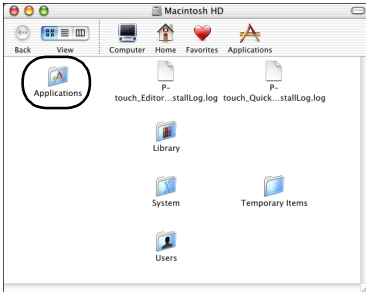 Macintosh HD
Back View Computer Home Favorites Applications
Applications
P-
touch_Editor...stallLog.log
P-
touch_Quick...stallLog.log
Library
System
Temporary Items
Users